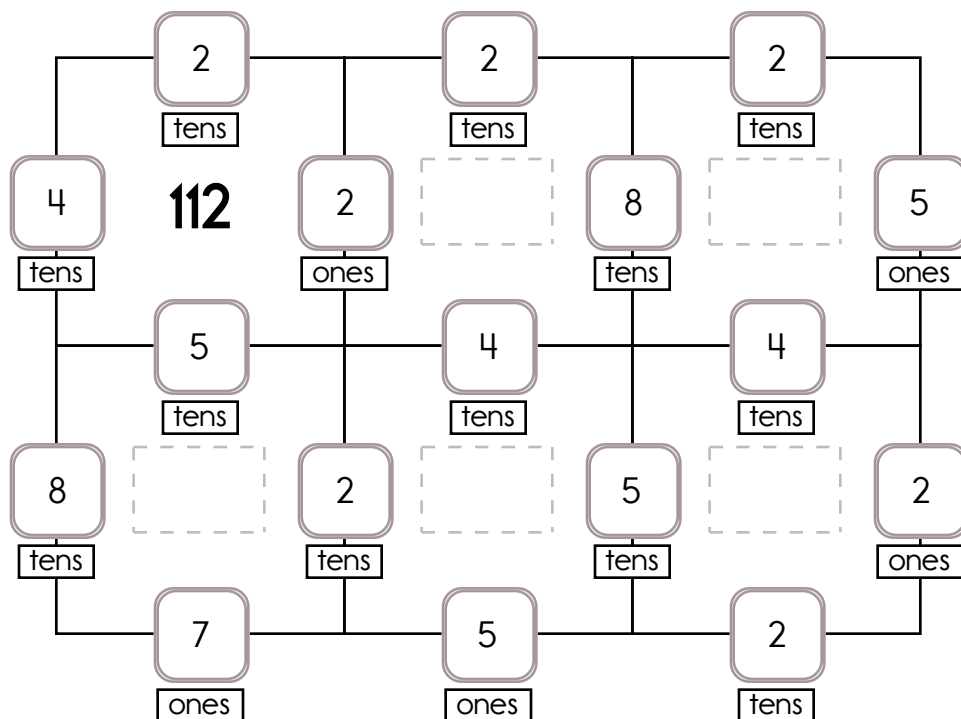 2 2 2
tens tens tens
4 112 2 8 5
tens ones tens ones
5 4 4
tens tens tens
8 2 5 2
tens tens tens ones
7 5 2
ones ones tens